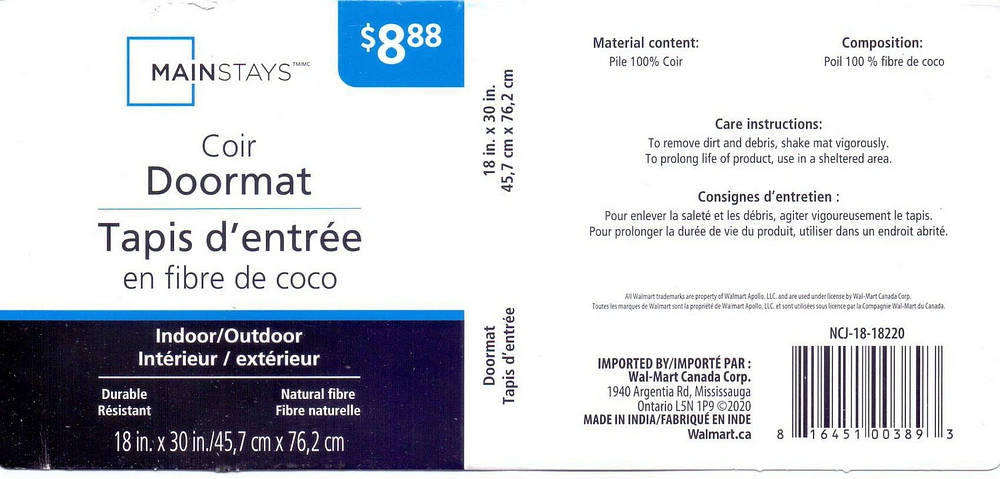 MAINSTAYS™/MC
$8.88
Coir
Doormat
Tapis d'entrée
en fibre de coco
Indoor/Outdoor
Intérieur / extérieur
Durable
Résistant
Natural fibre
Fibre naturelle
18 in. x 30 in./45,7 cm x 76,2 cm
18 in. x 30 in.
45,7 cm x 76,2 cm
Doormat
Tapis d'entrée
Material content:
Pile 100% Coir
Composition:
Poil 100 % fibre de coco
Care instructions:
To remove dirt and debris, shake mat vigorously.
To prolong life of product, use in a sheltered area.
Consignes d'entretien :
Pour enlever la saleté et les débris, agiter vigoureusement le tapis.
Pour prolonger la durée de vie du produit, utiliser dans un endroit abrité.
All Walmart trademarks are property of Walmart Apollo, LLC. and are used under license by Wal-Mart Canada Corp.
Toutes les marques de Walmart sont la propriété de Walmart Apollo, LLC. et sont utilisées sous licence par la Compagnie Wal-Mart du Canada.
IMPORTED BY/IMPORTÉ PAR :
Wal-Mart Canada Corp.
1940 Argentia Rd, Mississauga
Ontario L5N 1P9 ©2020
MADE IN INDIA/FABRIQUÉ EN INDE
Walmart.ca
NCJ-18-18220
8 16451 00389 3